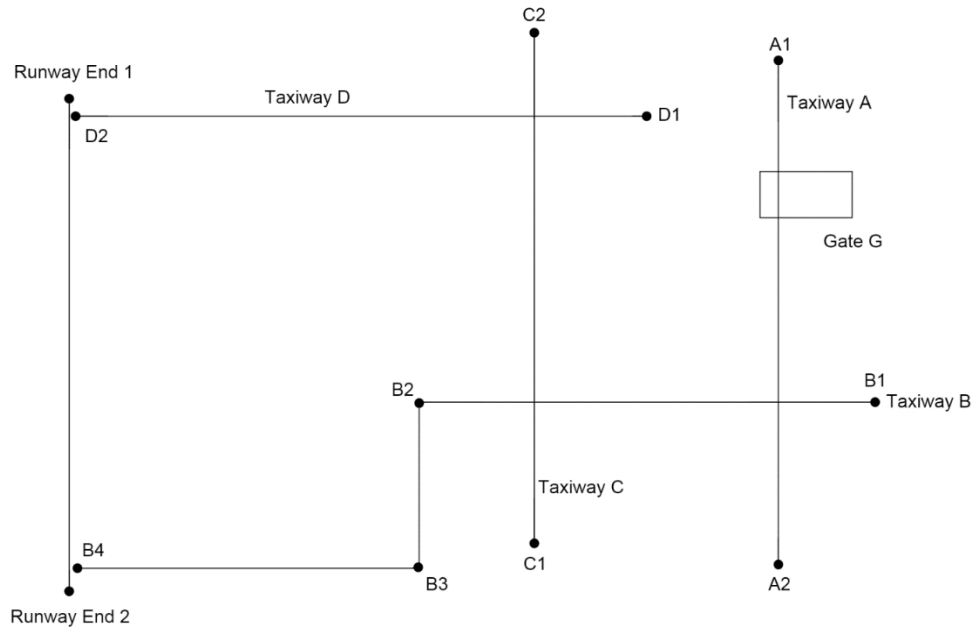 C2
A1
Runway End 1
Taxiway D
Taxiway A
D1
D2
Gate G
B1
B2
Taxiway B
Taxiway C
B4
C1
B3
A2
Runway End 2